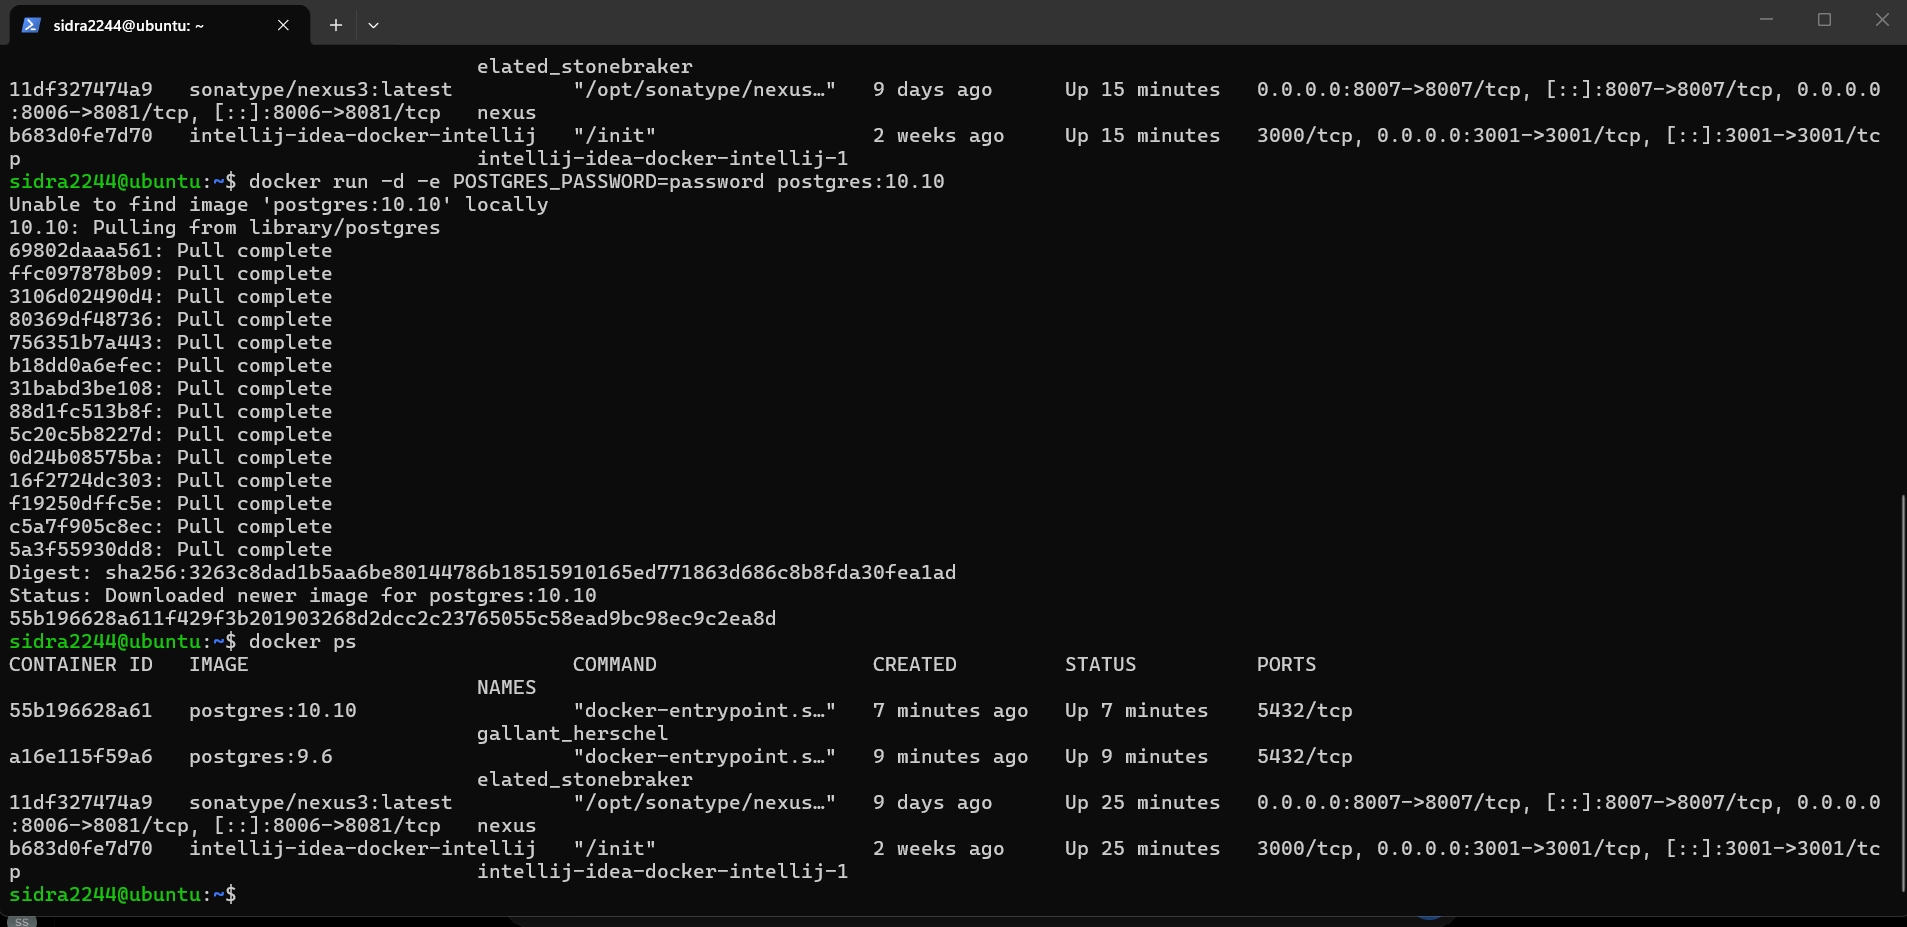 sidra2244@ubuntu: ~
elated_stonebraker
11df327474a9   sonatype/nexus3:latest          "/opt/sonatype/nexus…"   9 days ago      Up 15 minutes   0.0.0.0:8007->8007/tcp, [::]:8007->8007/tcp, 0.0.0.0
:8006->8081/tcp, [::]:8006->8081/tcp   nexus
b683d0fe7d70   intellij-idea-docker-intellij   "/init"                  2 weeks ago     Up 15 minutes   3000/tcp, 0.0.0.0:3001->3001/tcp, [::]:3001->3001/tc
p                                      intellij-idea-docker-intellij-1
sidra2244@ubuntu:~$ docker run -d -e POSTGRES_PASSWORD=password postgres:10.10
Unable to find image 'postgres:10.10' locally
10.10: Pulling from library/postgres
69802daaa561: Pull complete
ffc097878b09: Pull complete
3106d02490d4: Pull complete
80369df48736: Pull complete
756351b7a443: Pull complete
b18dd0a6efec: Pull complete
31babd3be108: Pull complete
88d1fc513b8f: Pull complete
5c20c5b8227d: Pull complete
0d24b08575ba: Pull complete
16f2724dc303: Pull complete
f19250dffc5e: Pull complete
c5a7f905c8ec: Pull complete
5a3f55930dd8: Pull complete
Digest: sha256:3263c8dad1b5aa6be80144786b18515910165ed771863d686c8b8fda30fea1ad
Status: Downloaded newer image for postgres:10.10
55b196628a611f429f3b201903268d2dcc2c23765055c58ead9bc98ec9c2ea8d
sidra2244@ubuntu:~$ docker ps
CONTAINER ID   IMAGE                           COMMAND                  CREATED         STATUS          PORTS
NAMES
55b196628a61   postgres:10.10                  "docker-entrypoint.s…"   7 minutes ago   Up 7 minutes    5432/tcp
gallant_herschel
a16e115f59a6   postgres:9.6                    "docker-entrypoint.s…"   9 minutes ago   Up 9 minutes    5432/tcp
elated_stonebraker
11df327474a9   sonatype/nexus3:latest          "/opt/sonatype/nexus…"   9 days ago      Up 25 minutes   0.0.0.0:8007->8007/tcp, [::]:8007->8007/tcp, 0.0.0.0
:8006->8081/tcp, [::]:8006->8081/tcp   nexus
b683d0fe7d70   intellij-idea-docker-intellij   "/init"                  2 weeks ago     Up 25 minutes   3000/tcp, 0.0.0.0:3001->3001/tcp, [::]:3001->3001/tc
p                                      intellij-idea-docker-intellij-1
sidra2244@ubuntu:~$
SS